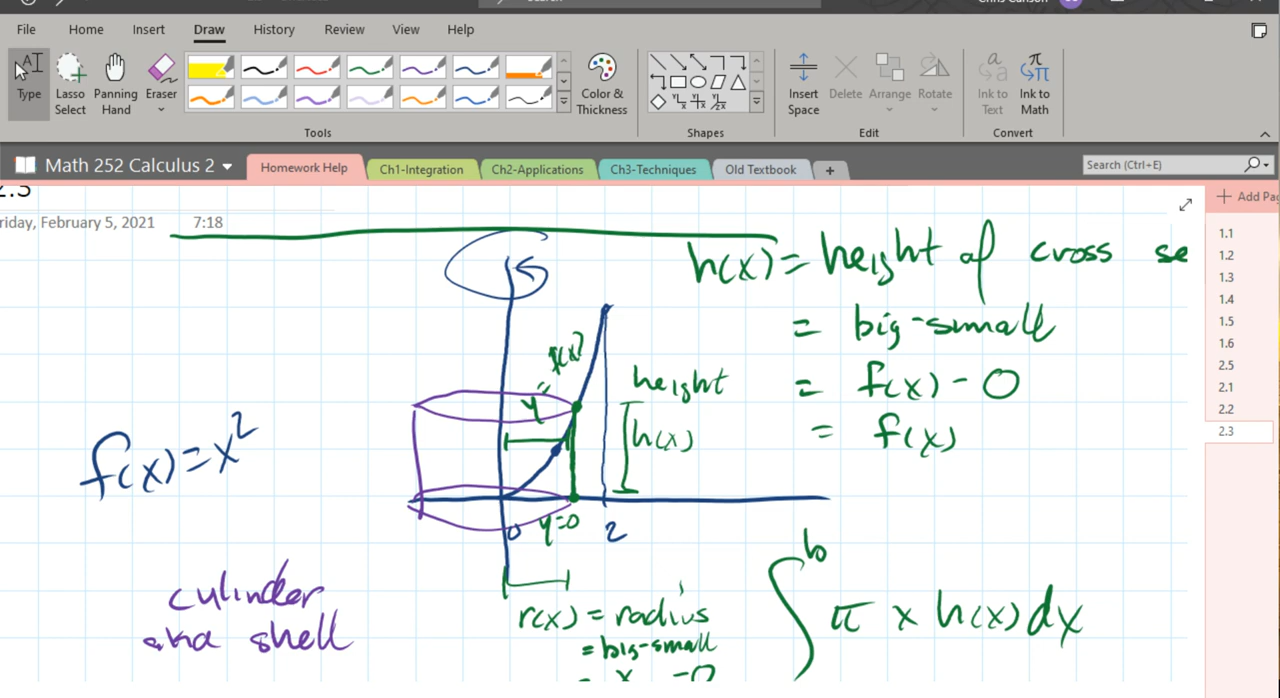 File Home Insert Draw History Review View Help
Type
Lasso Select
Panning Hand
Eraser
Color & Thickness
Insert Space
Delete
Arrange
Rotate
Ink to Text
Ink to Math
Tools
Shapes
Edit
Convert
Math 252 Calculus 2
Homework Help
Ch1-Integration
Ch2-Applications
Ch3-Techniques
Old Textbook
Search (Ctrl+E)
Add Pag
2.3
riday, February 5, 2021 7:18
1.1
1.2
1.3
1.4
1.5
1.6
2.5
2.1
2.2
2.3
h(x) = height of cross se
= big-small
= f(x) - 0
= f(x)
y = f(x)
height
h(x)
f(x) = x²
0
y=0
2
cylinder
aka shell
r(x) = radius
= big-small
= x - 0
∫ᵇ π x h(x) dx